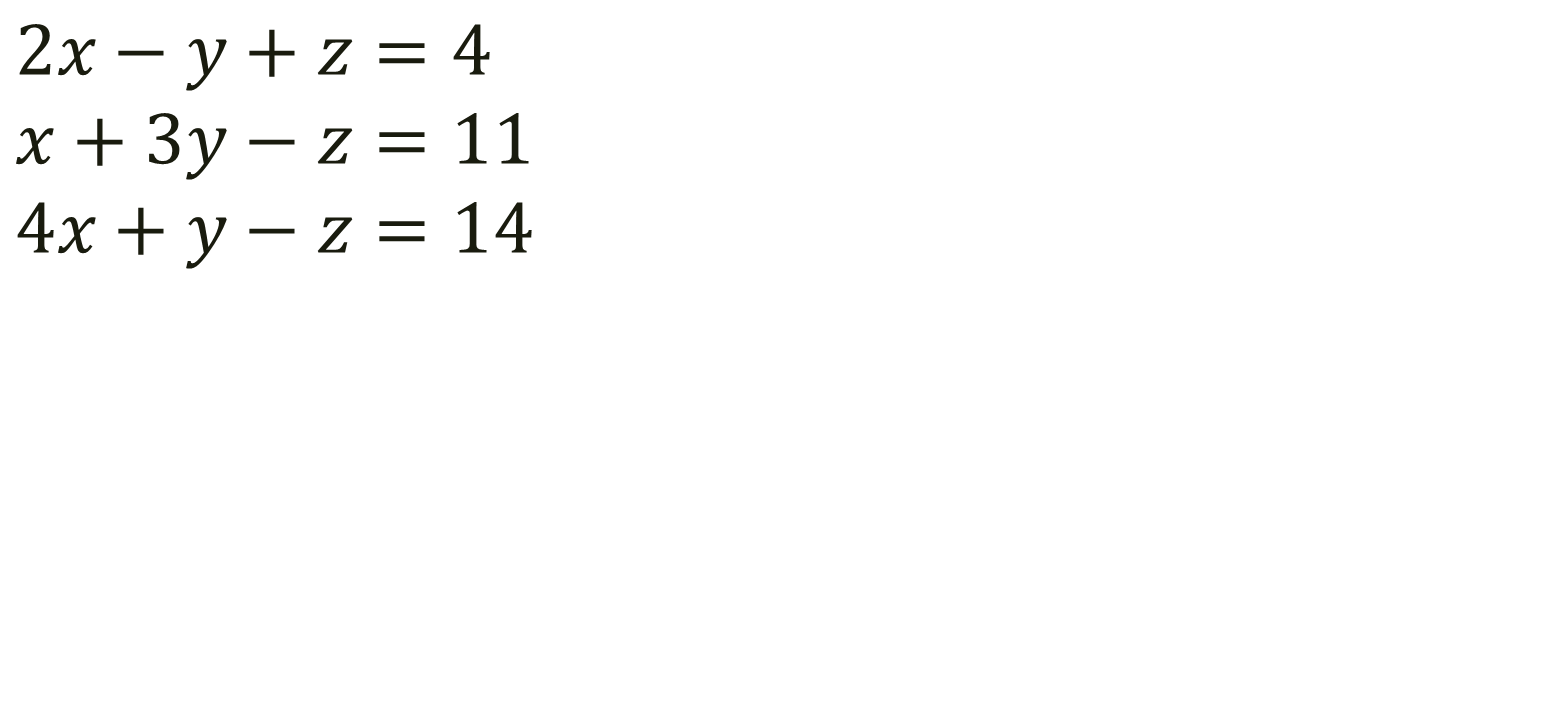 2x − y + z = 4
x + 3y − z = 11
4x + y − z = 14